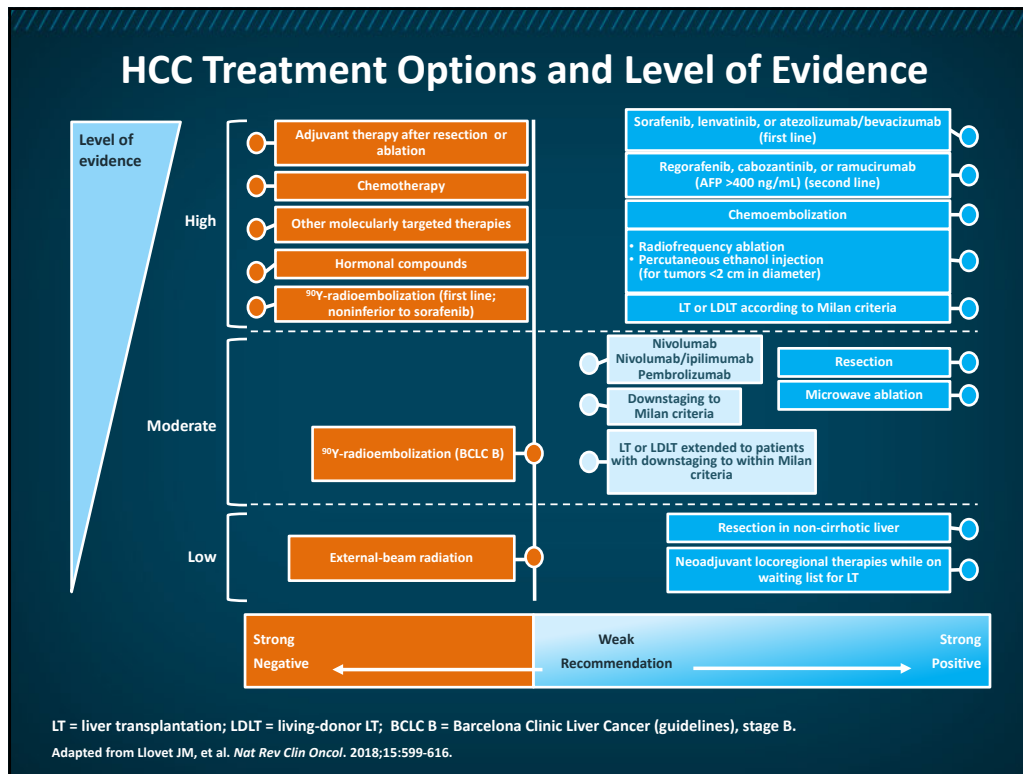 HCC Treatment Options and Level of Evidence
Level of
evidence
High
Adjuvant therapy after resection or
ablation
Chemotherapy
Other molecularly targeted therapies
Hormonal compounds
⁹⁰Y-radioembolization (first line;
noninferior to sorafenib)
Sorafenib, lenvatinib, or atezolizumab/bevacizumab
(first line)
Regorafenib, cabozantinib, or ramucirumab
(AFP >400 ng/mL) (second line)
Chemoembolization
• Radiofrequency ablation
• Percutaneous ethanol injection
(for tumors <2 cm in diameter)
LT or LDLT according to Milan criteria
Moderate
⁹⁰Y-radioembolization (BCLC B)
Nivolumab
Nivolumab/ipilimumab
Pembrolizumab
Downstaging to
Milan criteria
LT or LDLT extended to patients
with downstaging to within Milan
criteria
Resection
Microwave ablation
Low
External-beam radiation
Resection in non-cirrhotic liver
Neoadjuvant locoregional therapies while on
waiting list for LT
Strong
Negative
Weak
Recommendation
Strong
Positive
LT = liver transplantation; LDLT = living-donor LT; BCLC B = Barcelona Clinic Liver Cancer (guidelines), stage B.
Adapted from Llovet JM, et al. Nat Rev Clin Oncol. 2018;15:599-616.